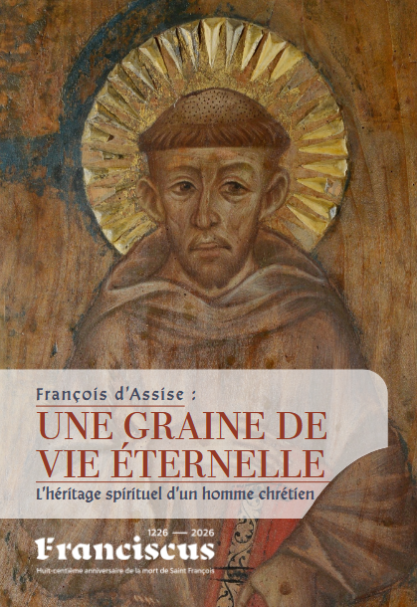 François d'Assise :
UNE GRAINE DE
VIE ÉTERNELLE
L'héritage spirituel d'un homme chrétien
1226 — 2026
Franciscus
Huit-centième anniversaire de la mort de Saint François